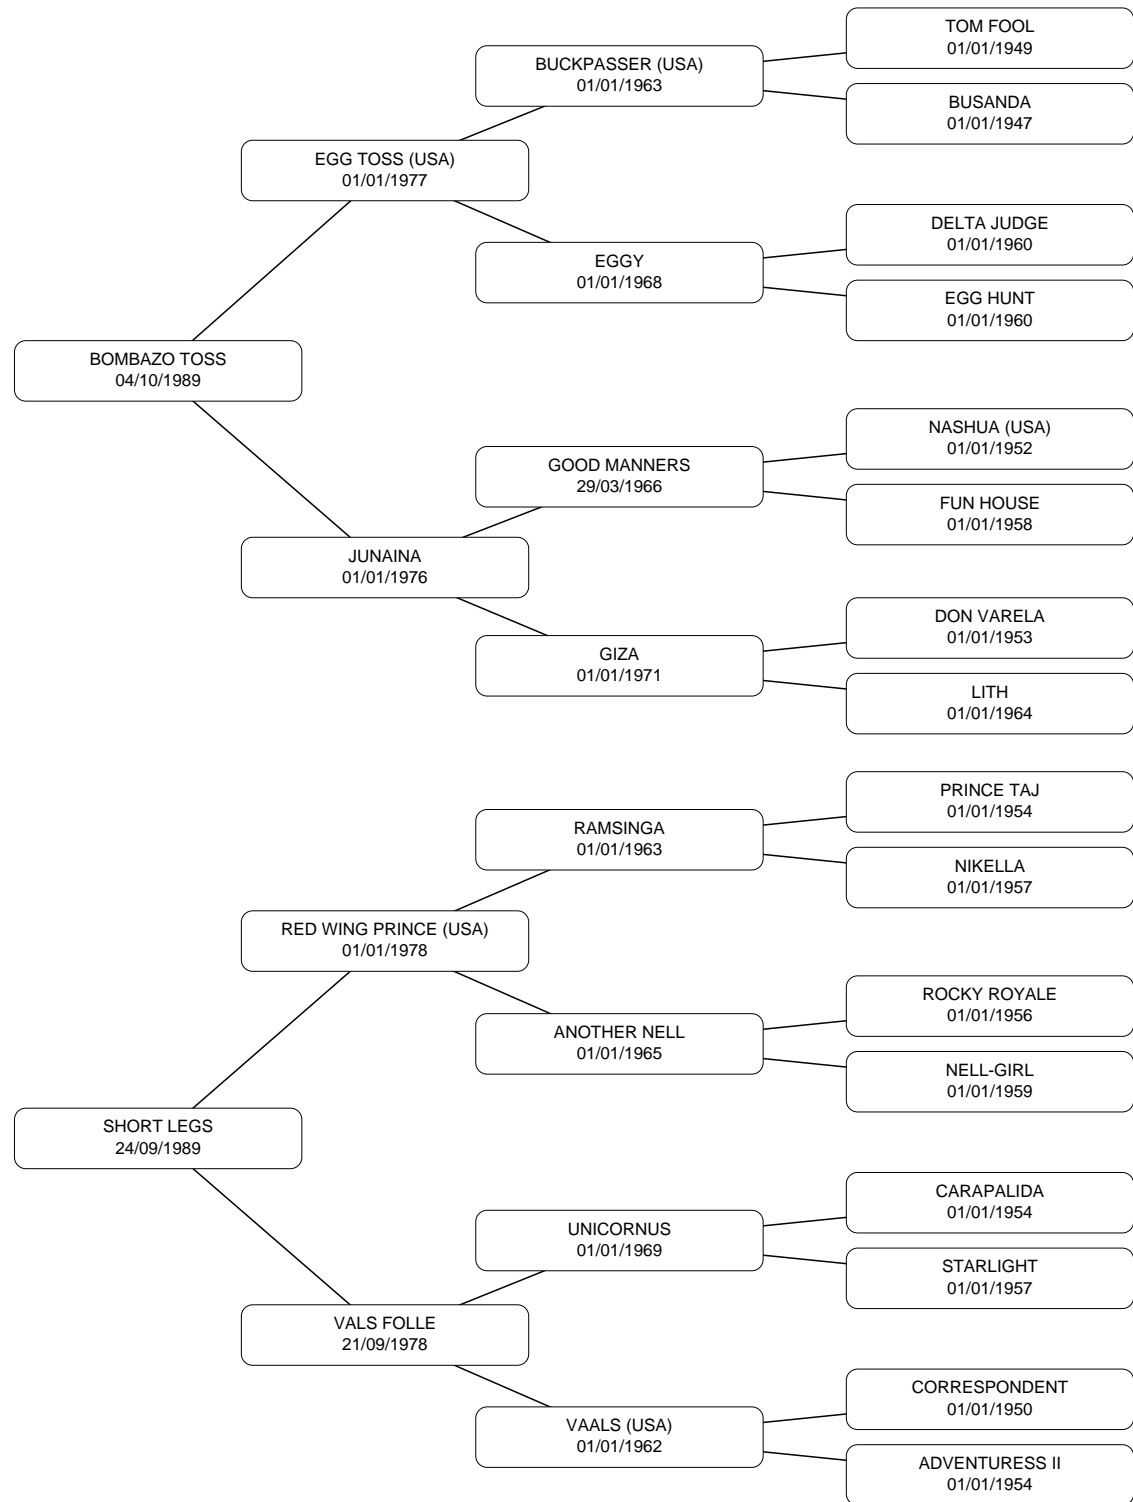 TOM FOOL
01/01/1949
BUCKPASSER (USA)
01/01/1963
BUSANDA
01/01/1947
EGG TOSS (USA)
01/01/1977
DELTA JUDGE
01/01/1960
EGGY
01/01/1968
EGG HUNT
01/01/1960
BOMBAZO TOSS
04/10/1989
NASHUA (USA)
01/01/1952
GOOD MANNERS
29/03/1966
FUN HOUSE
01/01/1958
JUNAINA
01/01/1976
DON VARELA
01/01/1953
GIZA
01/01/1971
LITH
01/01/1964
PRINCE TAJ
01/01/1954
RAMSINGA
01/01/1963
NIKELLA
01/01/1957
RED WING PRINCE (USA)
01/01/1978
ROCKY ROYALE
01/01/1956
ANOTHER NELL
01/01/1965
NELL-GIRL
01/01/1959
SHORT LEGS
24/09/1989
CARAPALIDA
01/01/1954
UNICORNUS
01/01/1969
STARLIGHT
01/01/1957
VALS FOLLE
21/09/1978
CORRESPONDENT
01/01/1950
VAALS (USA)
01/01/1962
ADVENTURESS II
01/01/1954